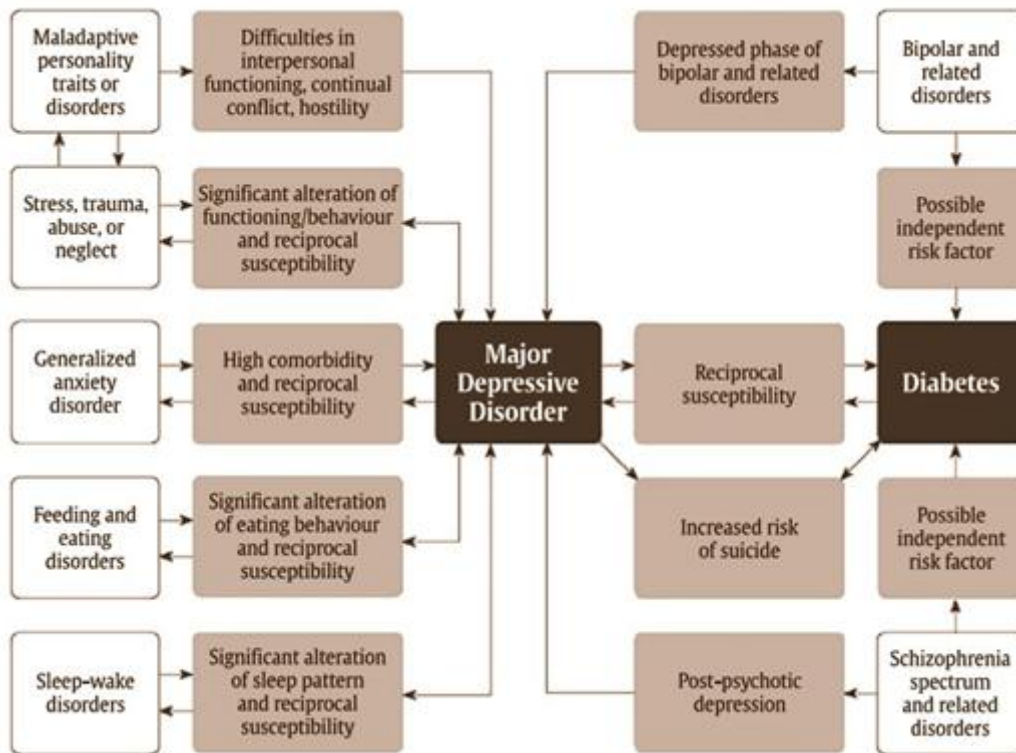 Maladaptive
personality
traits or
disorders
Difficulties in
interpersonal
functioning, continual
conflict, hostility
Depressed phase of
bipolar and related
disorders
Bipolar and
related
disorders
Stress, trauma,
abuse, or
neglect
Significant alteration of
functioning/behaviour
and reciprocal
susceptibility
Possible
independent
risk factor
Generalized
anxiety
disorder
High comorbidity
and reciprocal
susceptibility
Major
Depressive
Disorder
Reciprocal
susceptibility
Diabetes
Feeding and
eating disorders
Significant alteration
of eating behaviour
and reciprocal
susceptibility
Increased risk
of suicide
Possible
independent
risk factor
Sleep-wake
disorders
Significant alteration
of sleep pattern
and reciprocal
susceptibility
Post-psychotic
depression
Schizophrenia
spectrum
and related
disorders